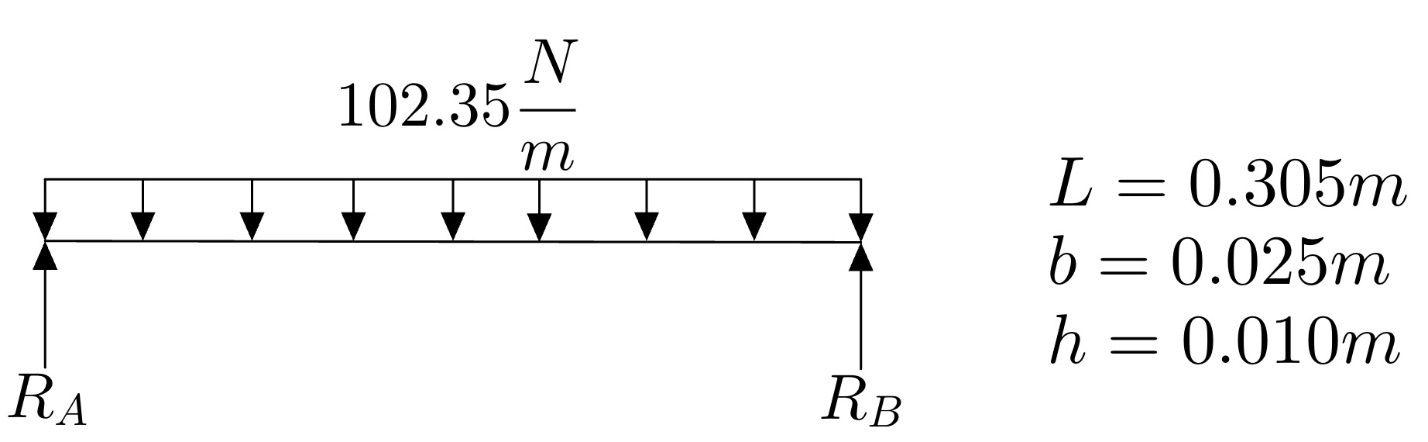 102.35 N/m
L = 0.305m
b = 0.025m
h = 0.010m
R_A
R_B